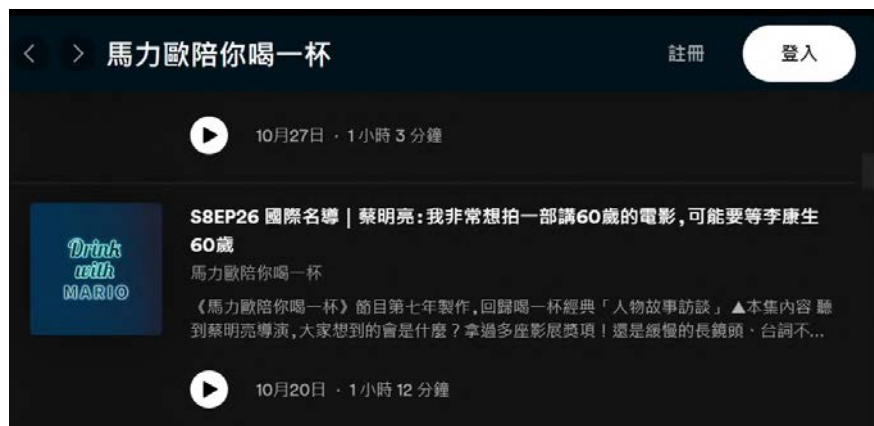 馬力歐陪你喝一杯
註冊
登入
10月27日 · 1 小時 3 分鐘
Drink
with
MARIO
S8EP26 國際名導 | 蔡明亮:我非常想拍一部講60歲的電影,可能要等李康生
60歲
馬力歐陪你喝一杯
《馬力歐陪你喝一杯》節目第七年製作,回歸喝一杯經典「人物故事訪談」▲本集內容 聽
到蔡明亮導演,大家想到的會是什麼?拿過多座影展獎項!還是緩慢的長鏡頭、台詞不...
10月20日 · 1 小時 12 分鐘